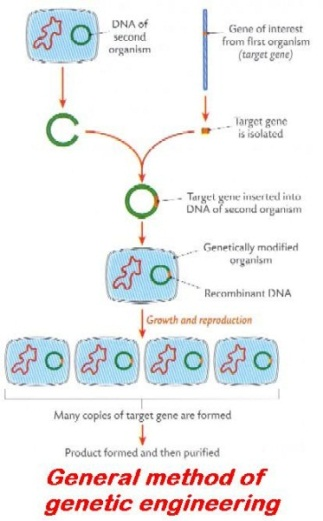 DNA of
second
organism
Gene of interest
from first organism
(target gene)
Target gene
is isolated
Target gene inserted into
DNA of second organism
Genetically modified
organism
Recombinant DNA
Growth and reproduction
Many copies of target gene are formed
Product formed and then purified
General method of
genetic engineering